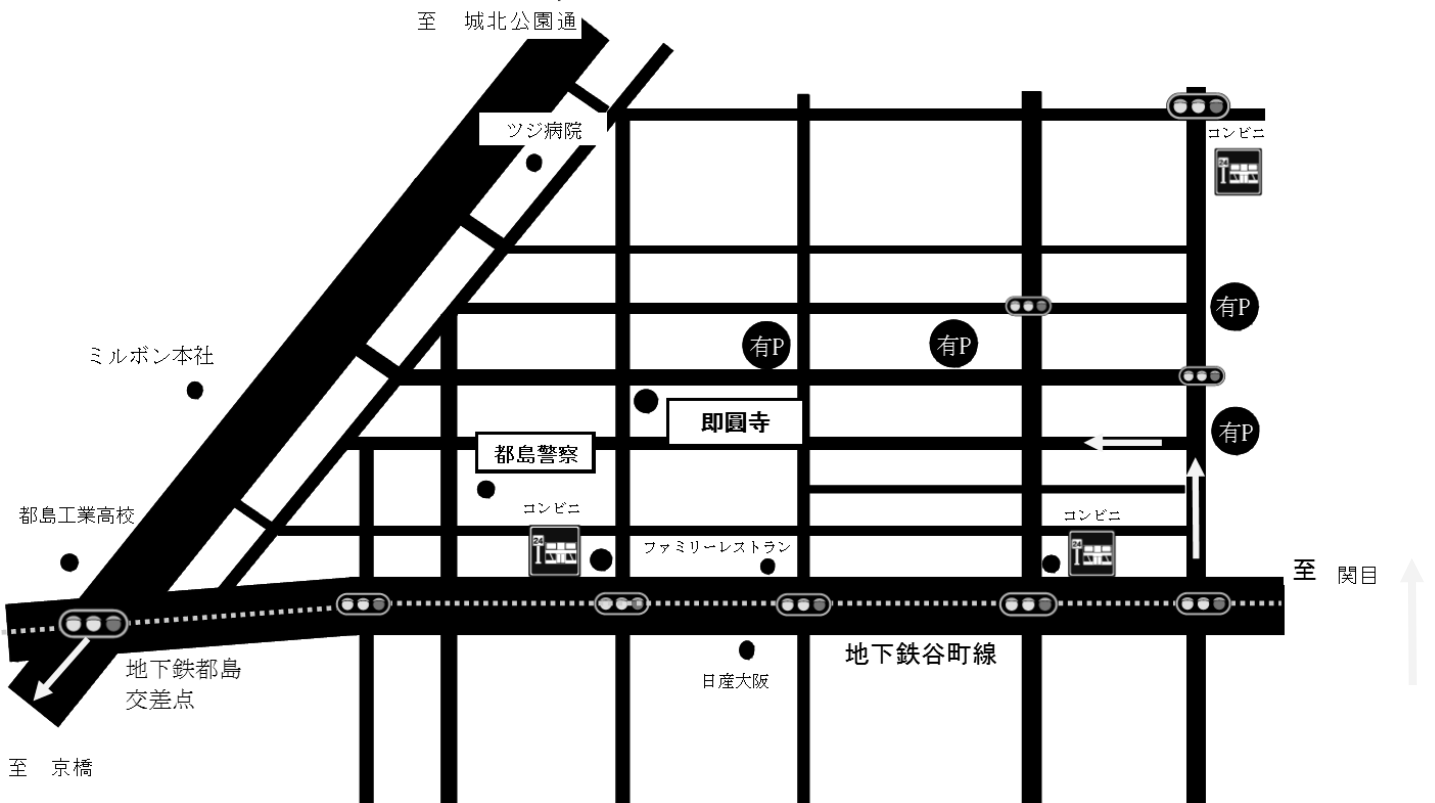 至 城北公園通
ツジ病院
コンビニ
24
有P
有P
有P
ミルボン本社
即圓寺
有P
都島警察
都島工業高校
コンビニ
24
ファミリーレストラン
コンビニ
24
至 関目
地下鉄谷町線
地下鉄都島
交差点
日産大阪
至 京橋